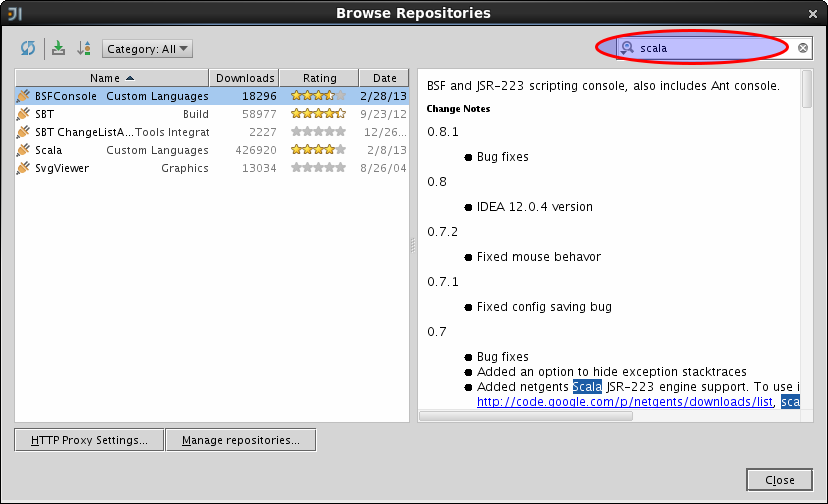 Browse Repositories
Category: All
scala
Name Downloads Rating Date
BSFConsole Custom Languages 18296 2/28/13
SBT Build 58977 9/23/12
SBT ChangeListA...Tools Integrat 2227 12/26...
Scala Custom Languages 426920 2/8/13
SvgViewer Graphics 13034 8/26/04
BSF and JSR-223 scripting console, also includes Ant console.
Change Notes
0.8.1
● Bug fixes
0.8
● IDEA 12.0.4 version
0.7.2
● Fixed mouse behavor
0.7.1
● Fixed config saving bug
0.7
● Bug fixes
● Added an option to hide exception stacktraces
● Added netgents Scala JSR-223 engine support. To use i
http://code.google.com/p/netgents/downloads/list, sca
HTTP Proxy Settings...
Manage repositories...
Close